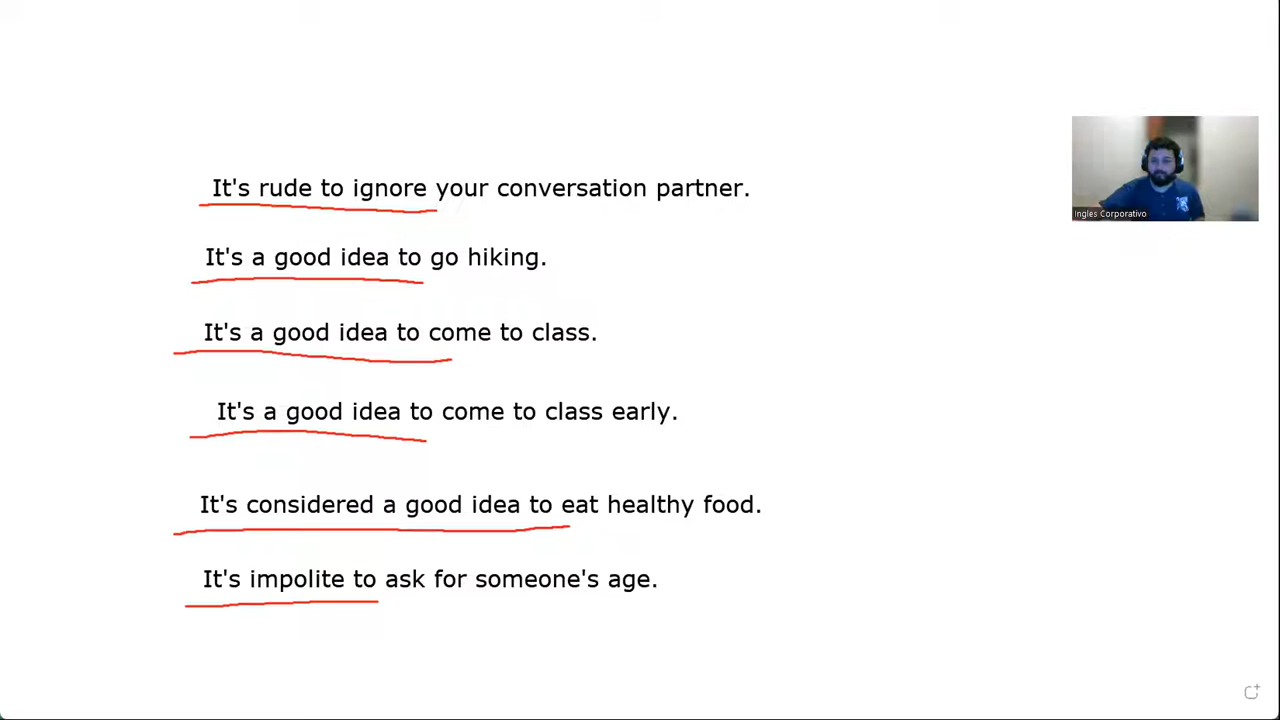 It's rude to ignore your conversation partner.
Ingles Corporativo
It's a good idea to go hiking.
It's a good idea to come to class.
It's a good idea to come to class early.
It's considered a good idea to eat healthy food.
It's impolite to ask for someone's age.